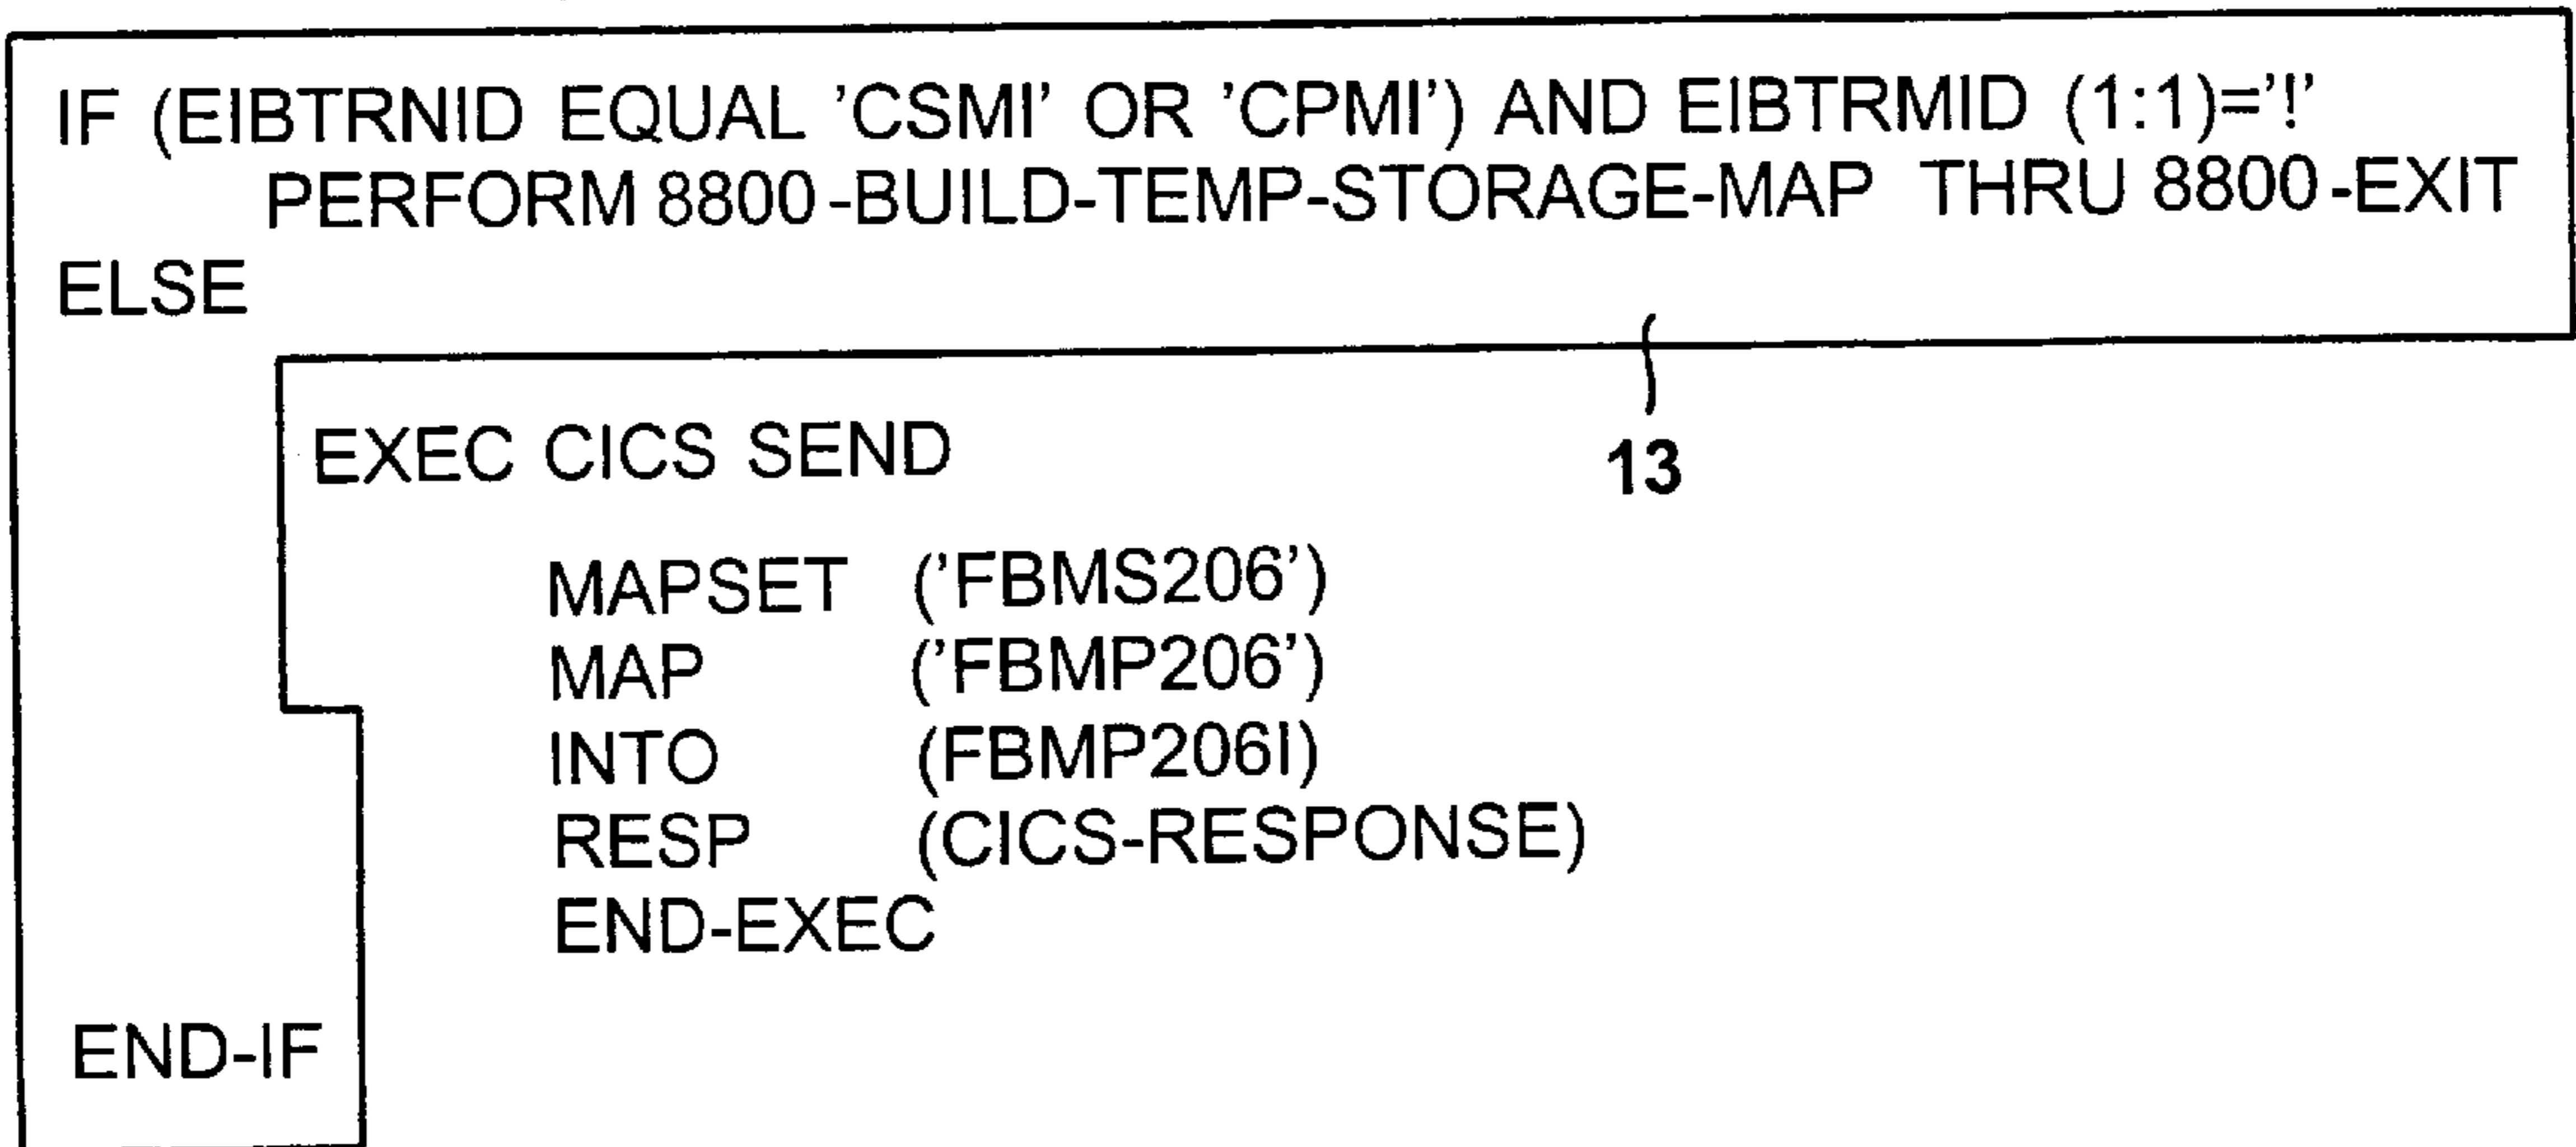 IF (EIBTRNID EQUAL 'CSMI' OR 'CPMI') AND EIBTRMID (1:1)='!'
PERFORM 8800-BUILD-TEMP-STORAGE-MAP THRU 8800-EXIT
ELSE
EXEC CICS SEND
13
MAPSET ('FBMS206')
MAP ('FBMP206')
INTO (FBMP206I)
RESP (CICS-RESPONSE)
END-EXEC
END-IF